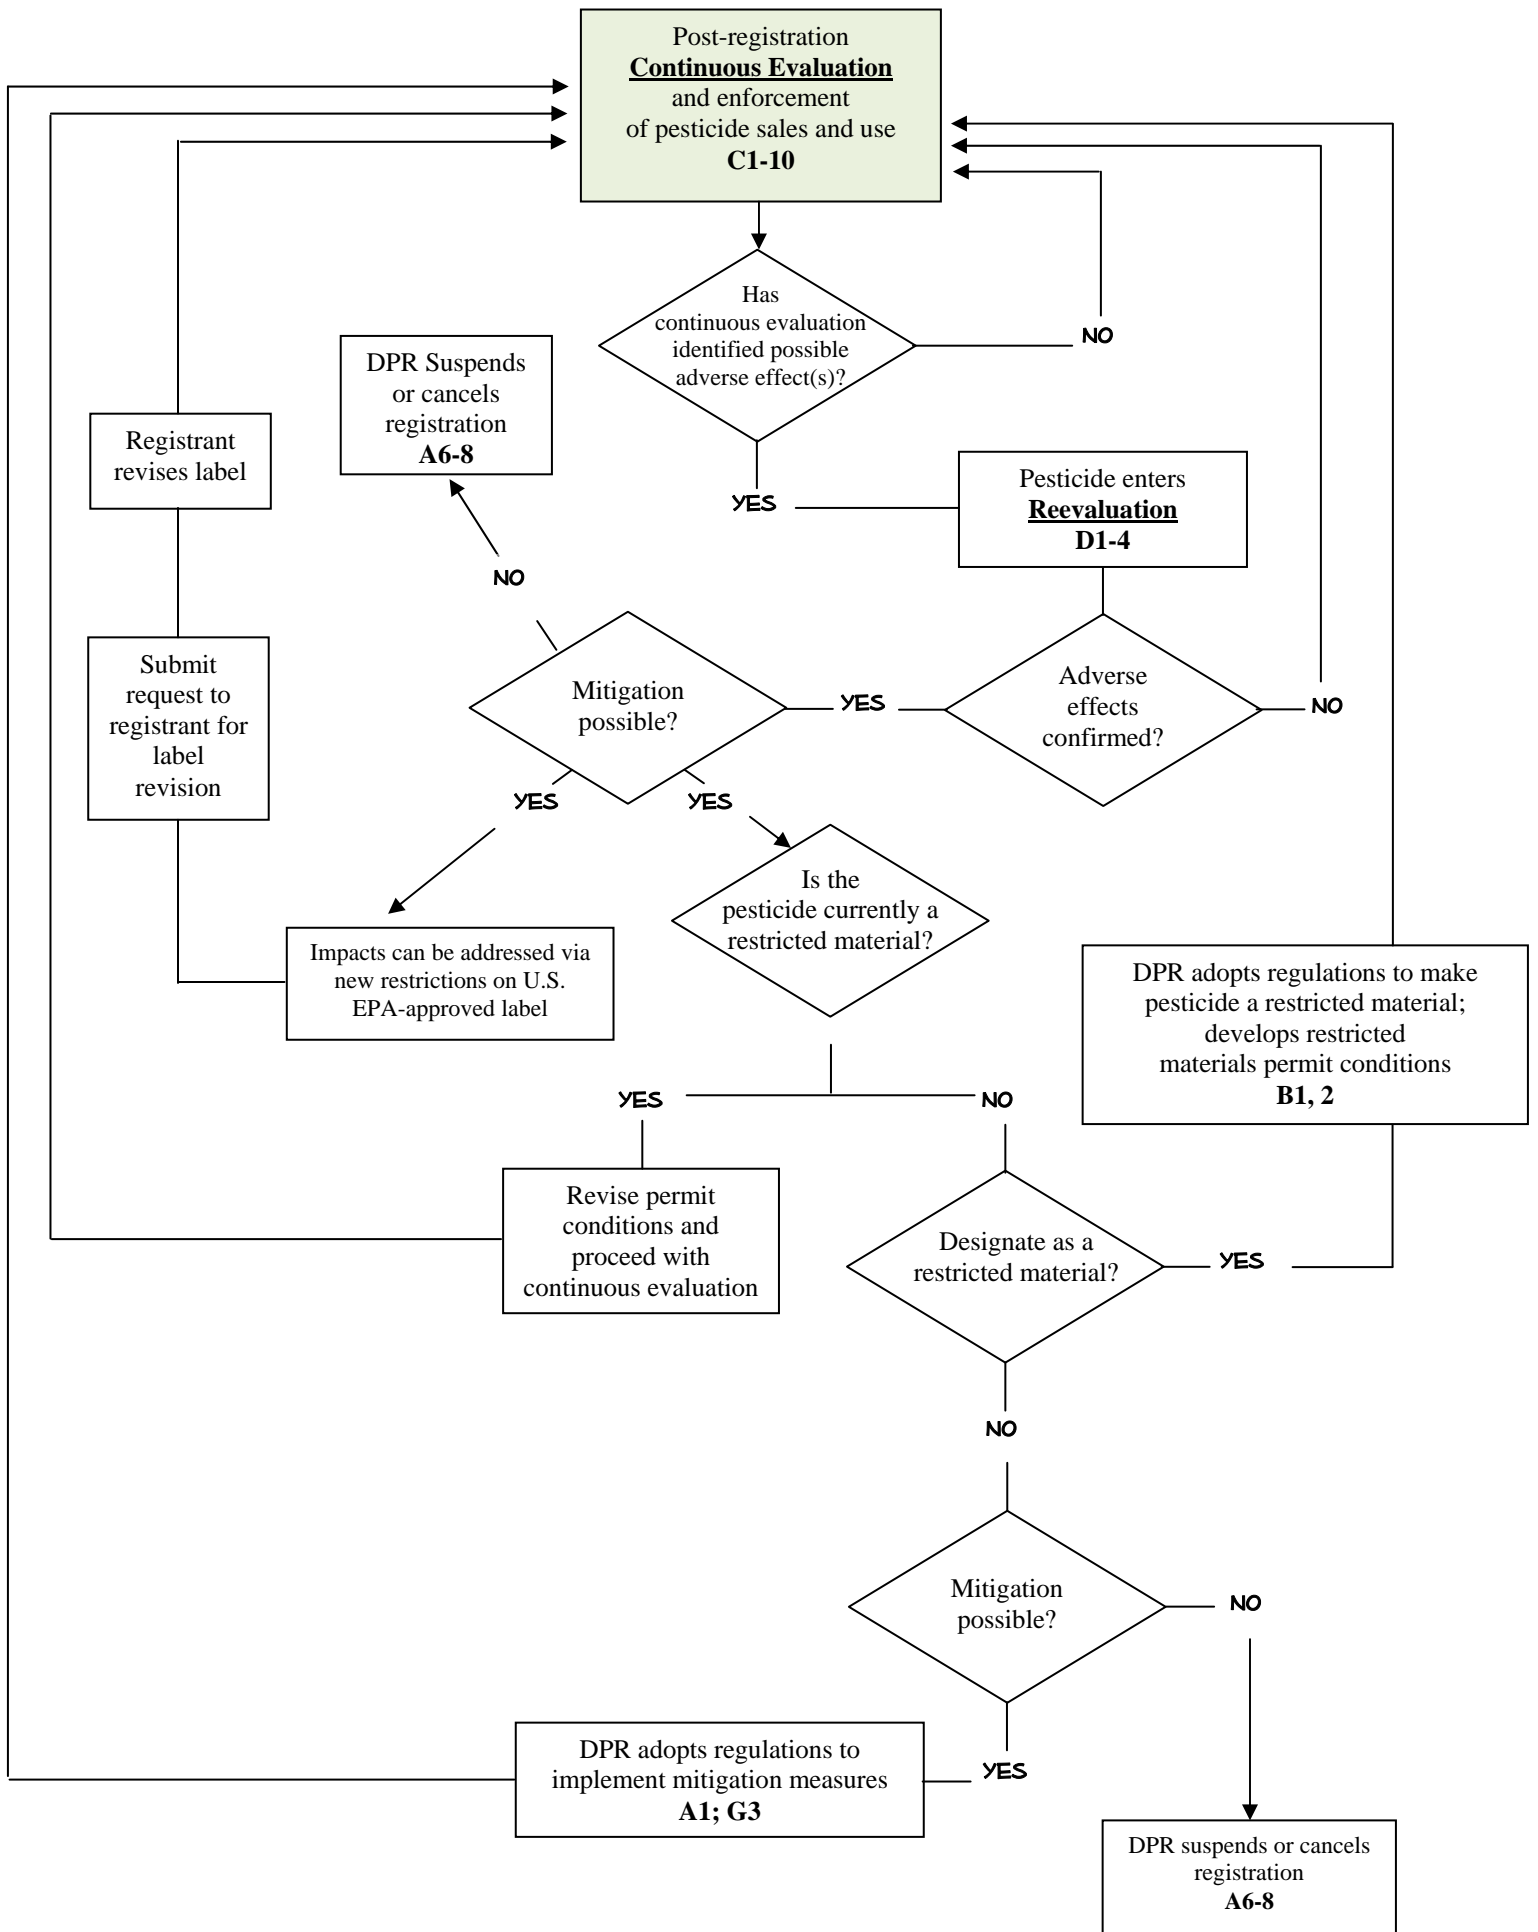 Post-registration
Continuous Evaluation
and enforcement
of pesticide sales and use
C1-10
Has
continuous evaluation
identified possible
adverse effect(s)?
NO
YES
DPR Suspends
or cancels
registration
A6-8
Registrant
revises label
Pesticide enters
Reevaluation
D1-4
NO
Submit
request to
registrant for
label
revision
Mitigation
possible?
YES
Adverse
effects
confirmed?
NO
YES
YES
Is the
pesticide currently a
restricted material?
Impacts can be addressed via
new restrictions on U.S.
EPA-approved label
DPR adopts regulations to make
pesticide a restricted material;
develops restricted
materials permit conditions
B1, 2
YES
NO
Revise permit
conditions and
proceed with
continuous evaluation
Designate as a
restricted material?
YES
NO
Mitigation
possible?
NO
YES
DPR adopts regulations to
implement mitigation measures
A1; G3
DPR suspends or cancels
registration
A6-8